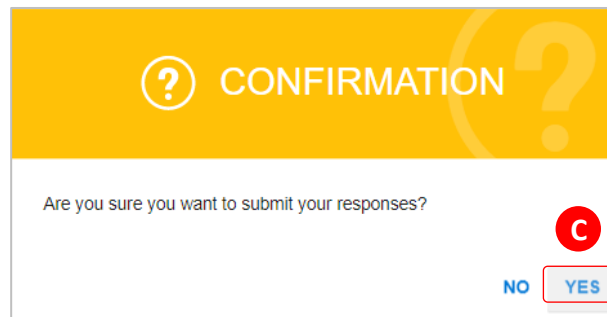 ? CONFIRMATION ?
Are you sure you want to submit your responses?
C
NO YES